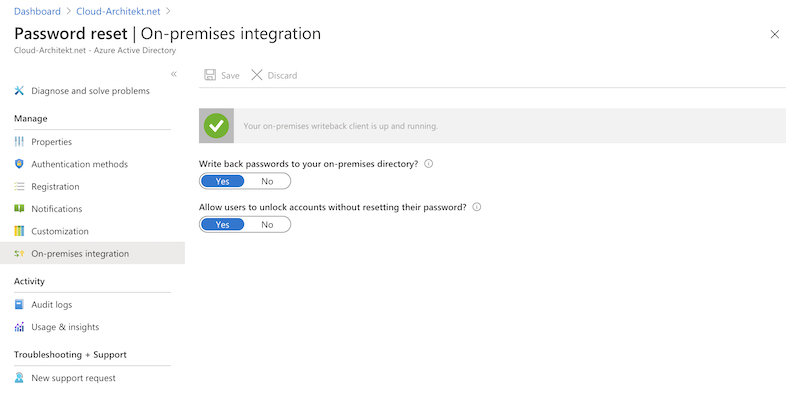 Dashboard > Cloud-Architekt.net >
Password reset | On-premises integration
Cloud-Architekt.net - Azure Active Directory
«
Diagnose and solve problems
Manage
Properties
Authentication methods
Registration
Notifications
Customization
On-premises integration
Activity
Audit logs
Usage & insights
Troubleshooting + Support
New support request
Save Discard
Your on-premises writeback client is up and running.
Write back passwords to your on-premises directory?
Yes No
Allow users to unlock accounts without resetting their password?
Yes No